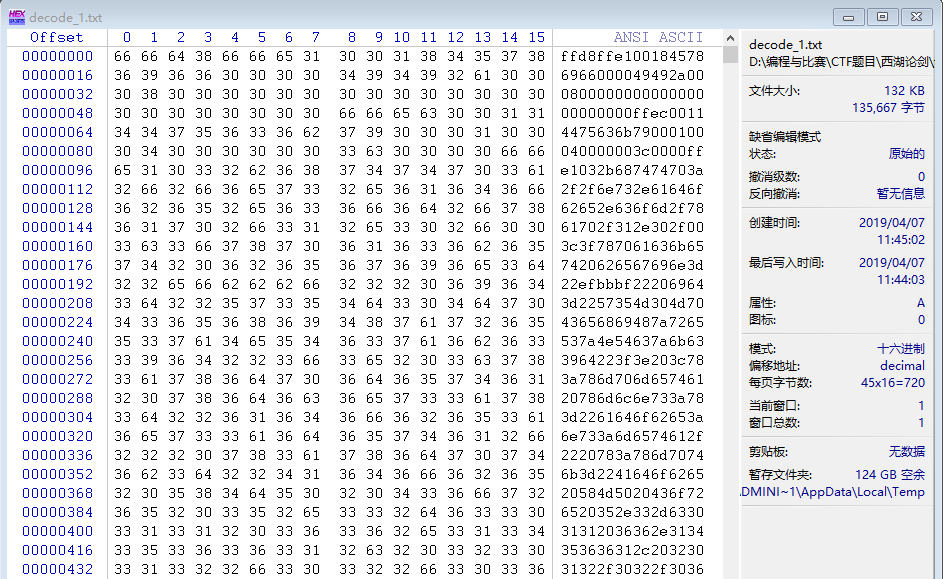 decode_1.txt
Offset 0 1 2 3 4 5 6 7 8 9 10 11 12 13 14 15 ANSI ASCII
00000000 66 66 64 38 66 66 65 31 30 30 31 38 34 35 37 38 ffd8ffe100184578
00000016 36 39 36 36 30 30 30 30 34 39 34 39 32 61 30 30 6966000049492a00
00000032 30 38 30 30 30 30 30 30 30 30 30 30 30 30 30 30 0800000000000000
00000048 30 30 30 30 30 30 30 30 66 66 65 63 30 30 31 31 00000000ffec0011
00000064 34 34 37 35 36 33 36 62 37 39 30 30 30 31 30 30 4475636b79000100
00000080 30 34 30 30 30 30 30 30 33 63 30 30 30 30 66 66 040000003c0000ff
00000096 65 31 30 33 32 62 36 38 37 34 37 34 37 30 33 61 e1032b687474703a
00000112 32 66 32 66 36 65 37 33 32 65 36 31 36 34 36 66 2f2f6e732e61646f
00000128 36 32 36 35 32 65 36 33 36 66 36 64 32 66 37 38 62652e636f6d2f78
00000144 36 31 37 30 32 66 33 31 32 65 33 30 32 66 30 30 61702f312e302f00
00000160 33 63 33 66 37 38 37 30 36 31 36 33 36 62 36 35 3c3f787061636b65
00000176 37 34 32 30 36 32 36 35 36 37 36 39 36 65 33 64 7420626567696e3d
00000192 32 32 65 66 62 62 62 66 32 32 32 30 36 39 36 34 22efbbbf22206964
00000208 33 64 32 32 35 37 33 35 34 64 33 30 34 64 37 30 3d2257354d304d70
00000224 34 33 36 35 36 38 36 39 34 38 37 61 37 32 36 35 43656869487a7265
00000240 35 33 37 61 34 65 35 34 36 33 37 61 36 62 36 33 537a4e54637a6b63
00000256 33 39 36 34 32 32 33 66 33 65 32 30 33 63 37 38 3964223f3e203c78
00000272 33 61 37 38 36 64 37 30 36 64 36 35 37 34 36 31 3a786d706d657461
00000288 32 30 37 38 36 64 36 63 36 65 37 33 33 61 37 38 20786d6c6e733a78
00000304 33 64 32 32 36 31 36 34 36 66 36 32 36 35 33 61 3d2261646f62653a
00000320 36 65 37 33 33 61 36 64 36 35 37 34 36 31 32 66 6e733a6d6574612f
00000336 32 32 32 30 37 38 33 61 37 38 36 64 37 30 37 34 2220783a786d7074
00000352 36 62 33 64 32 32 34 31 36 34 36 66 36 32 36 35 6b3d2241646f6265
00000368 32 30 35 38 34 64 35 30 32 30 34 33 36 66 37 32 20584d5020436f72
00000384 36 35 32 30 33 35 32 65 33 33 32 64 36 33 33 30 6520352e332d6330
00000400 33 31 33 31 32 30 33 36 33 36 32 65 33 31 33 34 31312036362e3134
00000416 33 35 33 36 33 36 33 31 32 63 32 30 33 32 33 30 353636312c203230
00000432 33 31 33 32 32 66 33 30 33 32 32 66 33 30 33 36 31322f30322f3036
decode_1.txt
D:\编程与比赛\CTF题目\西湖论剑\
文件大小: 132 KB
135,667 字节
缺省编辑模式
状态: 原始的
撤消级数: 0
反向撤消: 暂无信息
创建时间: 2019/04/07
11:45:02
最后写入时间: 2019/04/07
11:44:03
属性: A
图标: 0
模式: 十六进制
偏移地址: decimal
每页字节数: 45x16=720
当前窗口: 1
窗口总数: 1
剪贴板: 无数据
暂存文件夹: 124 GB 空余
DMINI~1\AppData\Local\Temp